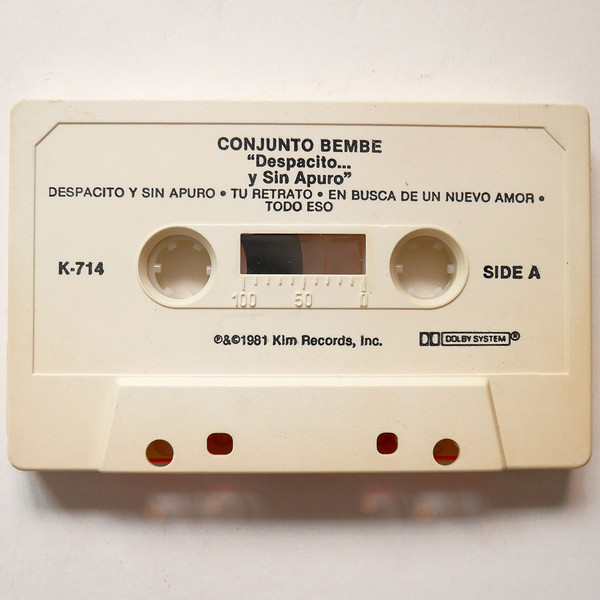 CONJUNTO BEMBE
"Despacito...
y Sin Apuro"
DESPACITO Y SIN APURO • TU RETRATO • EN BUSCA DE UN NUEVO AMOR •
TODO ESO
K-714
SIDE A
100 50 0
℗&©1981 Kim Records, Inc.
DOLBY SYSTEM®